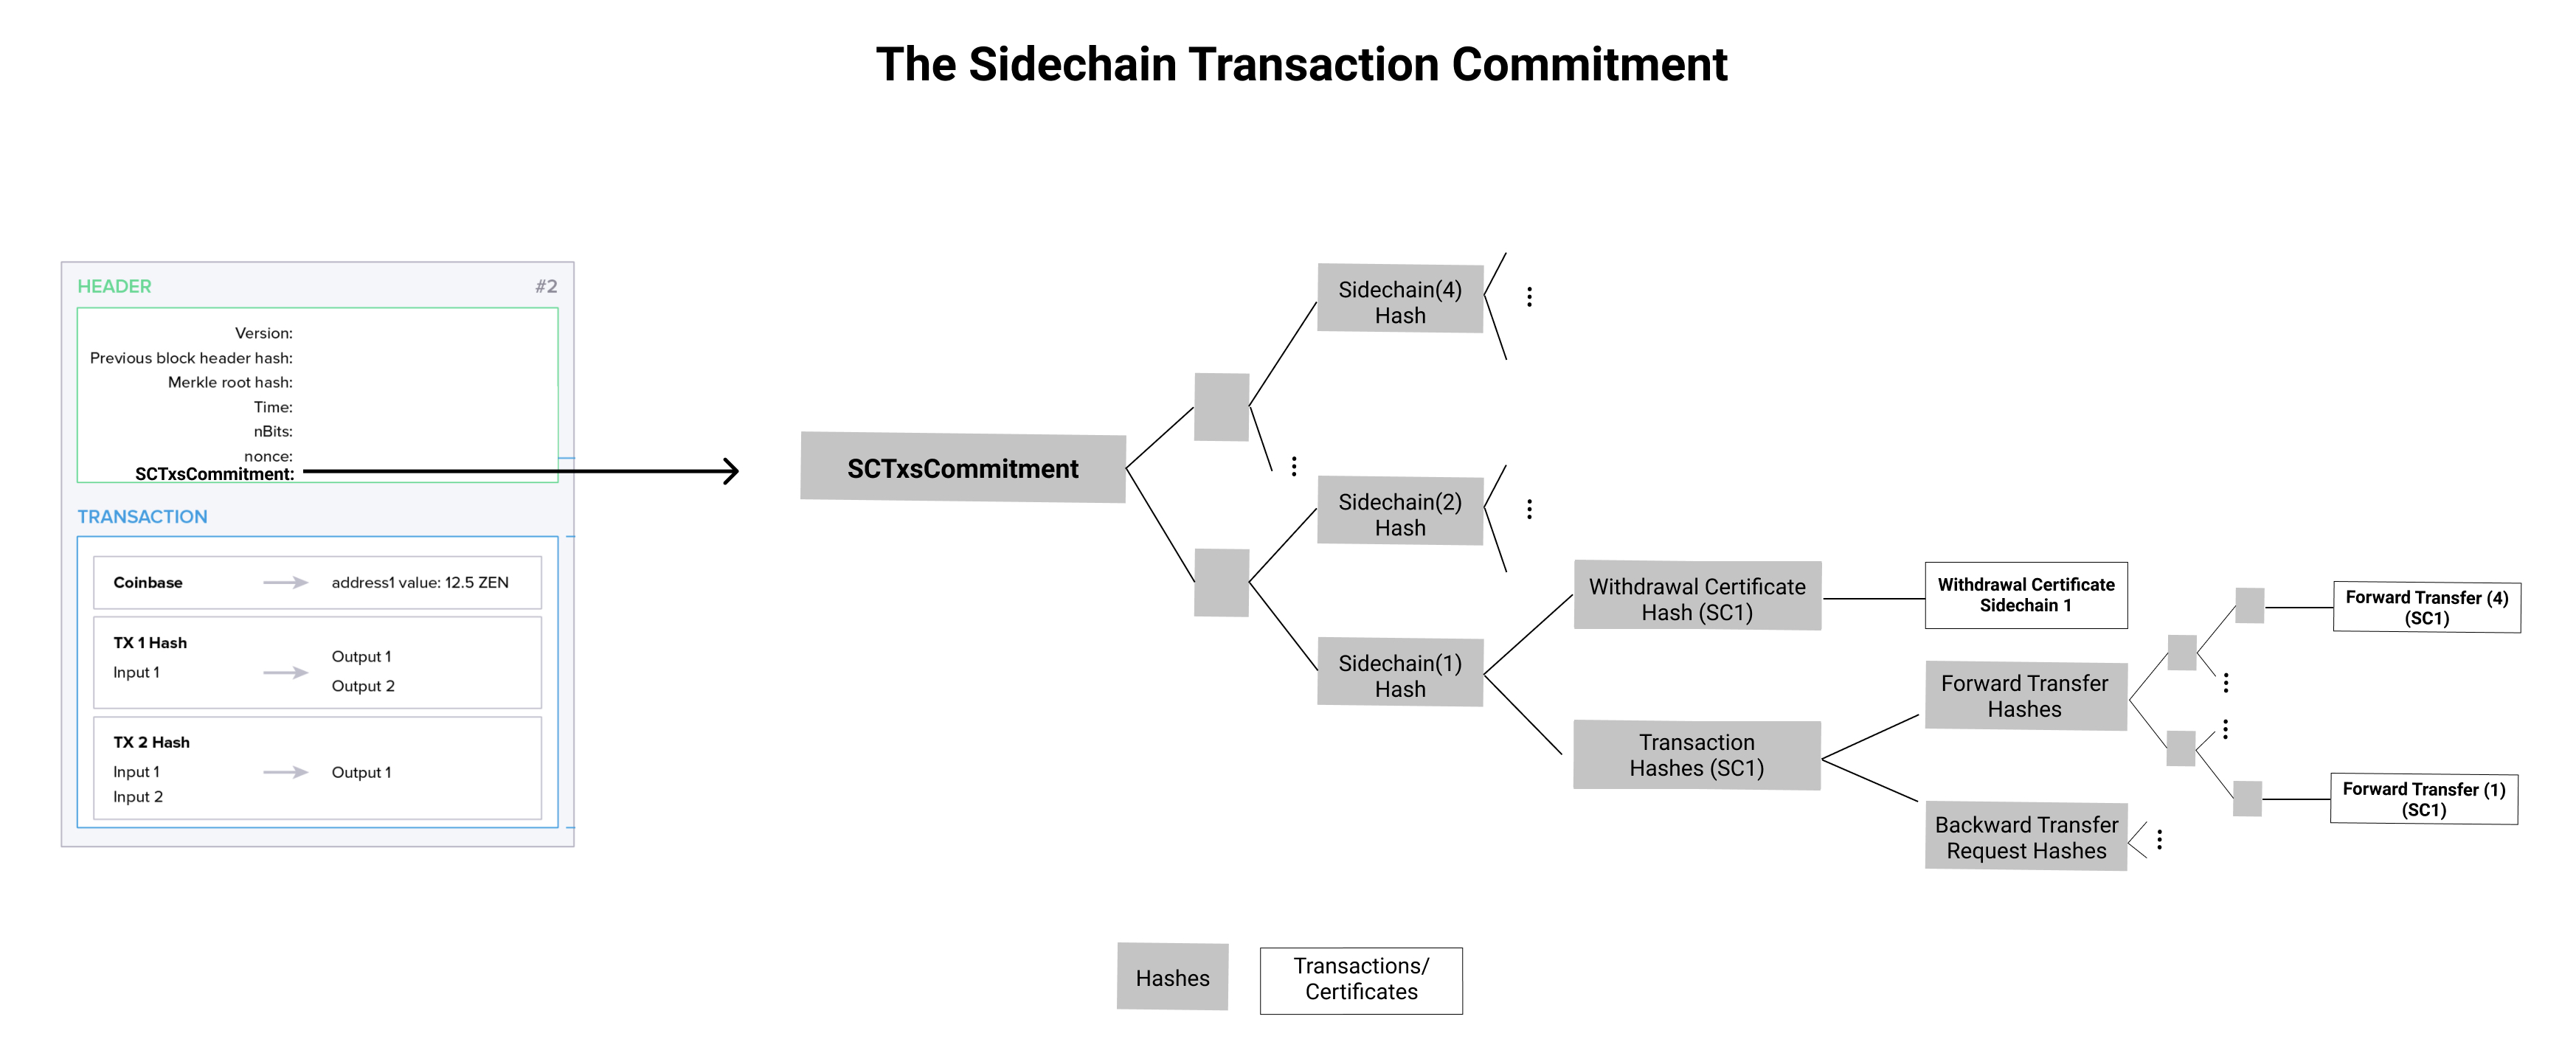 The Sidechain Transaction Commitment
HEADER #2
Version:
Previous block header hash:
Merkle root hash:
Time:
nBits:
nonce:
SCTxsCommitment:
TRANSACTION
Coinbase address1 value: 12.5 ZEN
TX 1 Hash
Input 1
Output 1
Output 2
TX 2 Hash
Input 1 Output 1
Input 2
SCTxsCommitment
Sidechain(4)
Hash
Sidechain(2)
Hash
Sidechain(1)
Hash
Withdrawal Certificate
Hash (SC1)
Withdrawal Certificate
Sidechain 1
Transaction
Hashes (SC1)
Forward Transfer
Hashes
Backward Transfer
Request Hashes
Forward Transfer (4)
(SC1)
Forward Transfer (1)
(SC1)
Hashes
Transactions/
Certificates